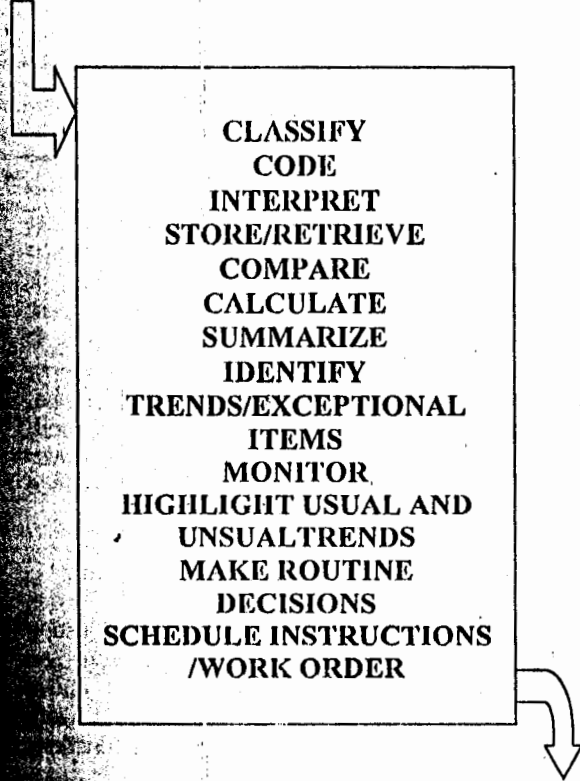 CLASSIFY
CODE
INTERPRET
STORE/RETRIEVE
COMPARE
CALCULATE
SUMMARIZE
IDENTIFY
TRENDS/EXCEPTIONAL
ITEMS
MONITOR
HIGHLIGHT USUAL AND
UNSUALTRENDS
MAKE ROUTINE
DECISIONS
SCHEDULE INSTRUCTIONS
/WORK ORDER